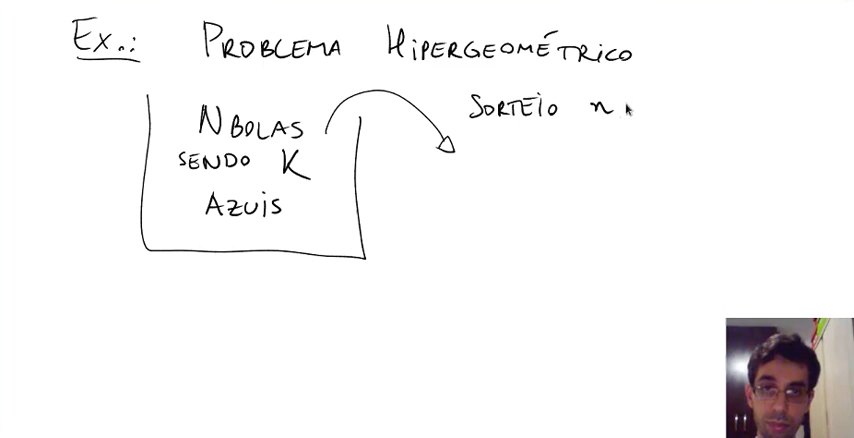 Ex.: PROBLEMA HIPERGEOMÉTRICO
N BOLAS
SENDO K
AZUIS
SORTEIO n